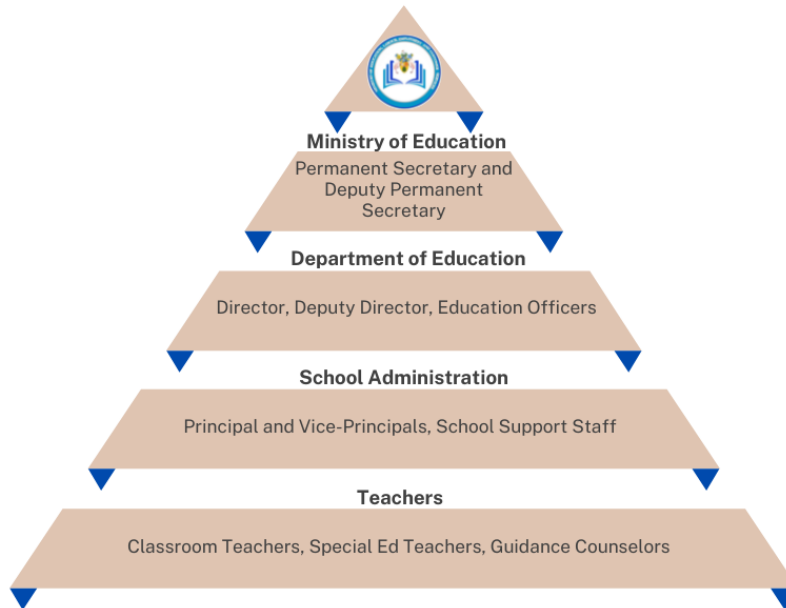 Ministry of Education
Permanent Secretary and
Deputy Permanent
Secretary
Department of Education
Director, Deputy Director, Education Officers
School Administration
Principal and Vice-Principals, School Support Staff
Teachers
Classroom Teachers, Special Ed Teachers, Guidance Counselors